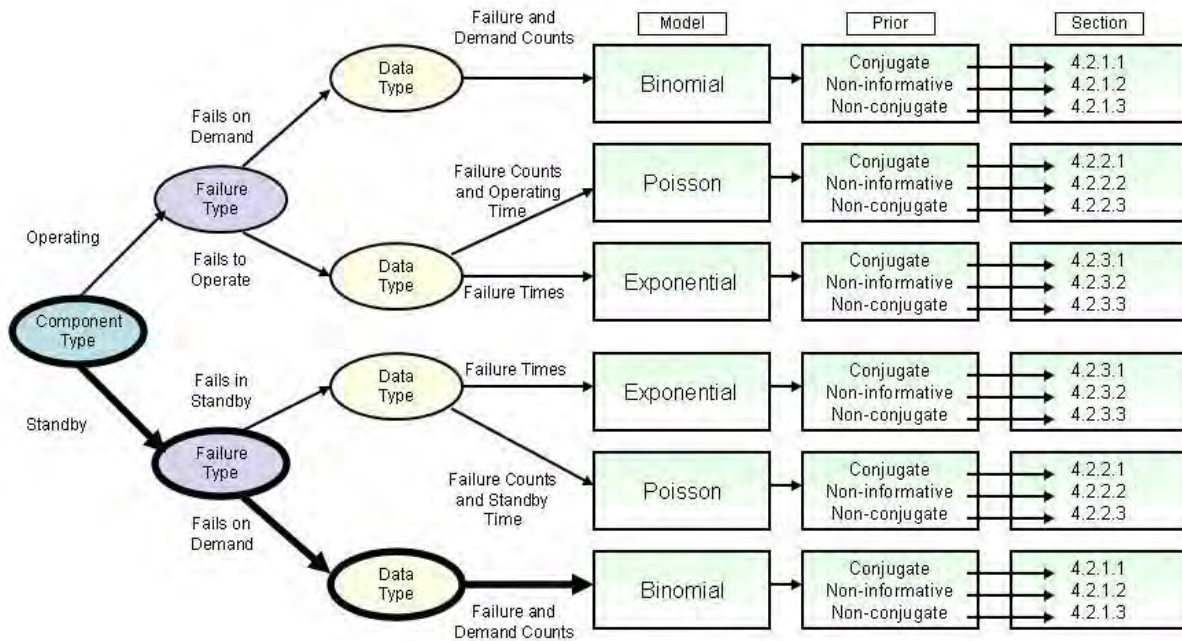 Failure and
Demand Counts
Model
Prior
Section
Data
Type
Binomial
Conjugate
Non-informative
Non-conjugate
4.2.1.1
4.2.1.2
4.2.1.3
Fails on
Demand
Failure
Type
Failure Counts
and Operating
Time
Poisson
Conjugate
Non-informative
Non-conjugate
4.2.2.1
4.2.2.2
4.2.2.3
Operating
Fails to
Operate
Data
Type
Failure Times
Exponential
Conjugate
Non-informative
Non-conjugate
4.2.3.1
4.2.3.2
4.2.3.3
Component
Type
Standby
Fails in
Standby
Data
Type
Failure Times
Exponential
Conjugate
Non-informative
Non-conjugate
4.2.3.1
4.2.3.2
4.2.3.3
Failure
Type
Failure Counts
and Standby
Time
Poisson
Conjugate
Non-informative
Non-conjugate
4.2.2.1
4.2.2.2
4.2.2.3
Fails on
Demand
Data
Type
Failure and
Demand Counts
Binomial
Conjugate
Non-informative
Non-conjugate
4.2.1.1
4.2.1.2
4.2.1.3